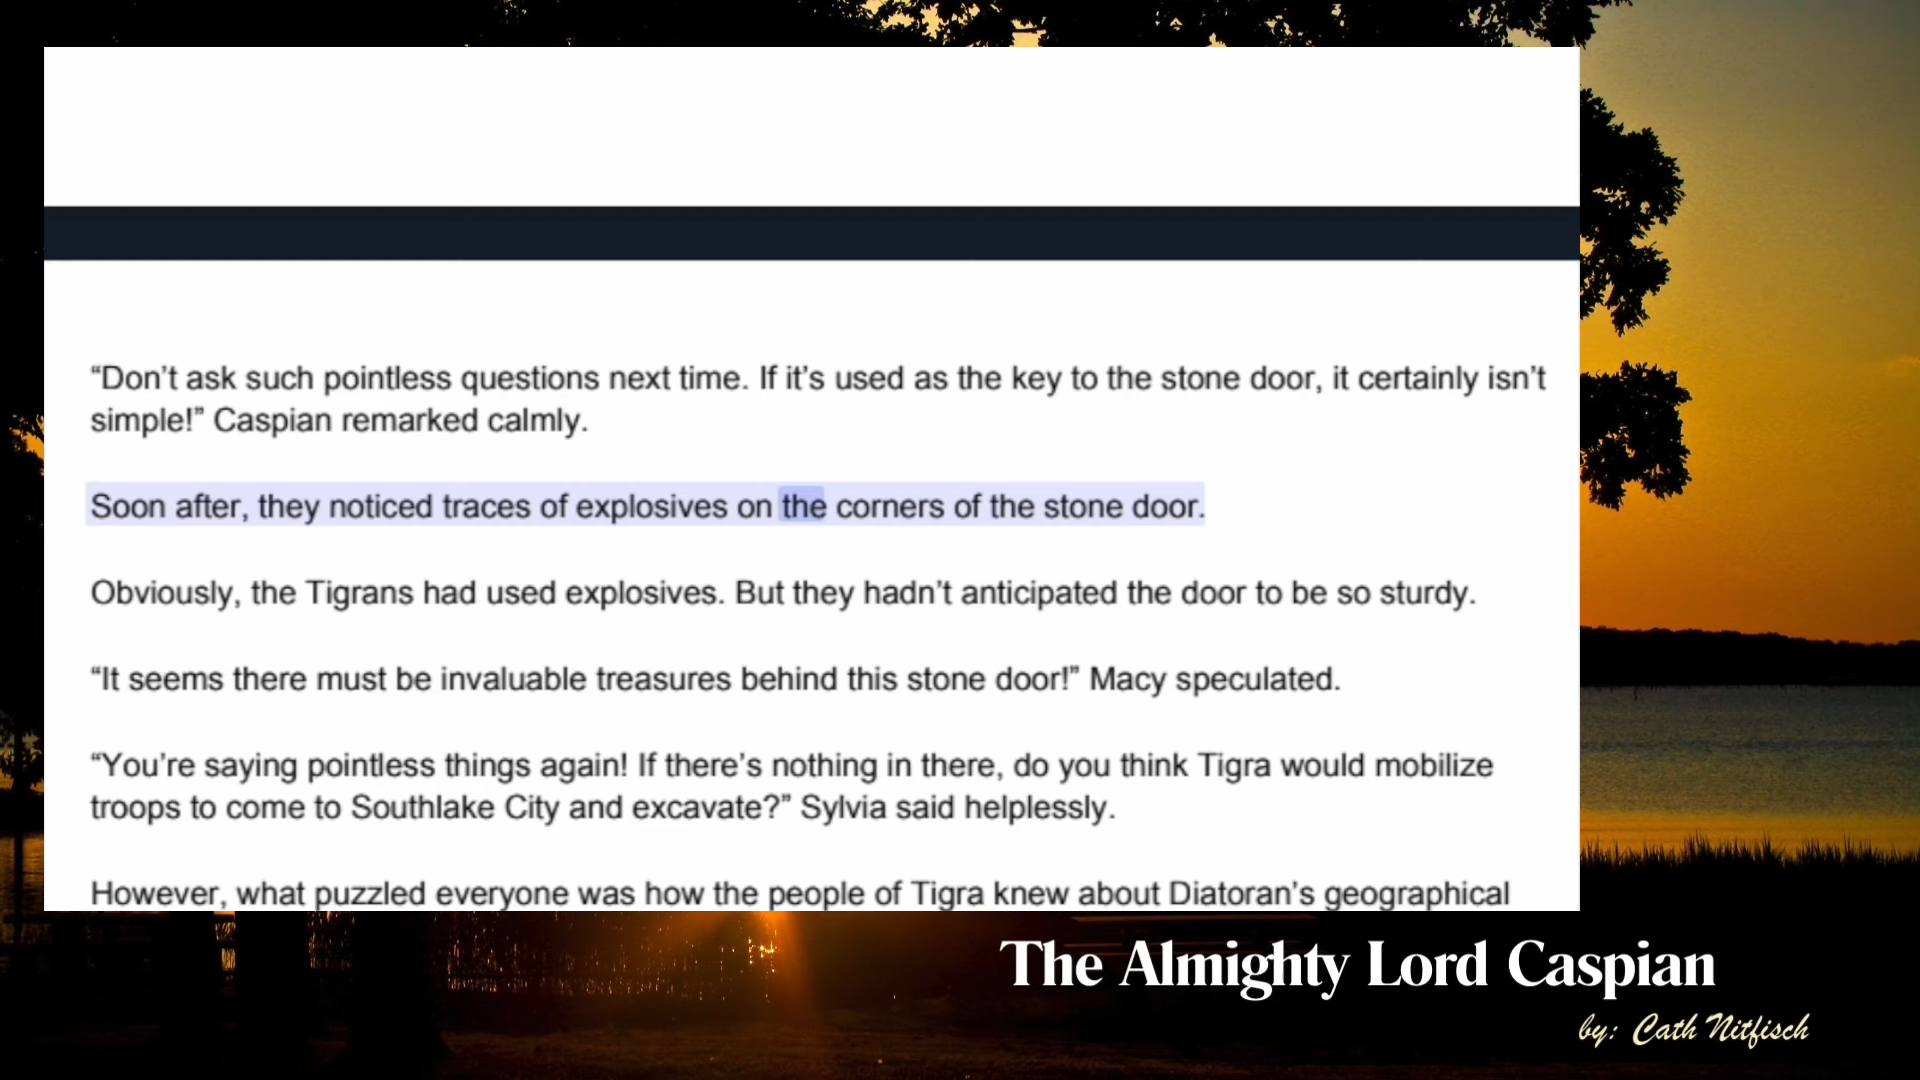 “Don’t ask such pointless questions next time. If it’s used as the key to the stone door, it certainly isn’t
simple!” Caspian remarked calmly.
Soon after, they noticed traces of explosives on the corners of the stone door.
Obviously, the Tigrans had used explosives. But they hadn’t anticipated the door to be so sturdy.
“It seems there must be invaluable treasures behind this stone door!” Macy speculated.
“You’re saying pointless things again! If there’s nothing in there, do you think Tigra would mobilize
troops to come to Southlake City and excavate?” Sylvia said helplessly.
However, what puzzled everyone was how the people of Tigra knew about Diatoran’s geographical
The Almighty Lord Caspian
by: Cath Nitfisch